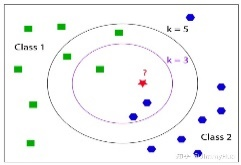 k = 5
Class 1
k = 3
?
Class 2